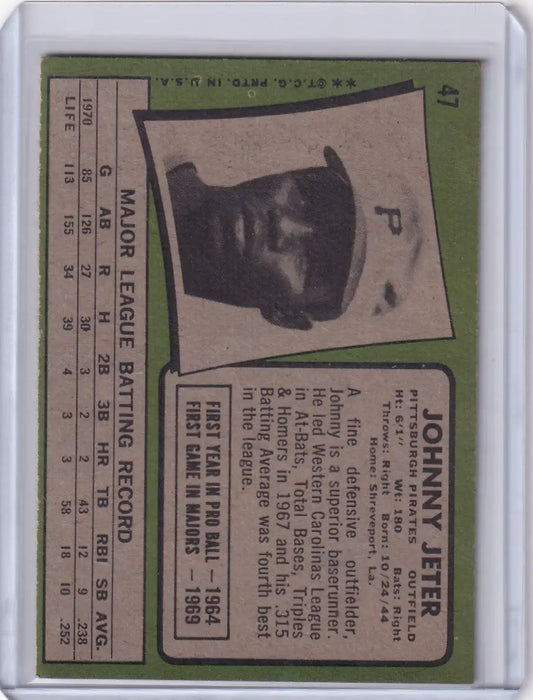 47
**©T.C.G. PRTD. IN U.S.A.
P
JOHNNY JETER
PITTSBURGH PIRATES OUTFIELD
Ht: 6'1" Wt: 180 Bats: Right
Throws: Right Born: 10/24/44
Home: Shreveport, La.
A fine defensive outfielder,
Johnny is a superior baserunner.
He led Western Carolinas League
in At-Bats, Total Bases, Triples
& Homers in 1967 and his .315
Batting Average was fourth best
in the league.
FIRST YEAR IN PRO BALL — 1964
FIRST GAME IN MAJORS — 1969
MAJOR LEAGUE BATTING RECORD
G AB R H 2B 3B HR TB RBI SB AVG.
1970 85 126 27 30 3 2 2 43 12 9 .238
LIFE 113 155 34 39 4 3 3 58 18 10 .252